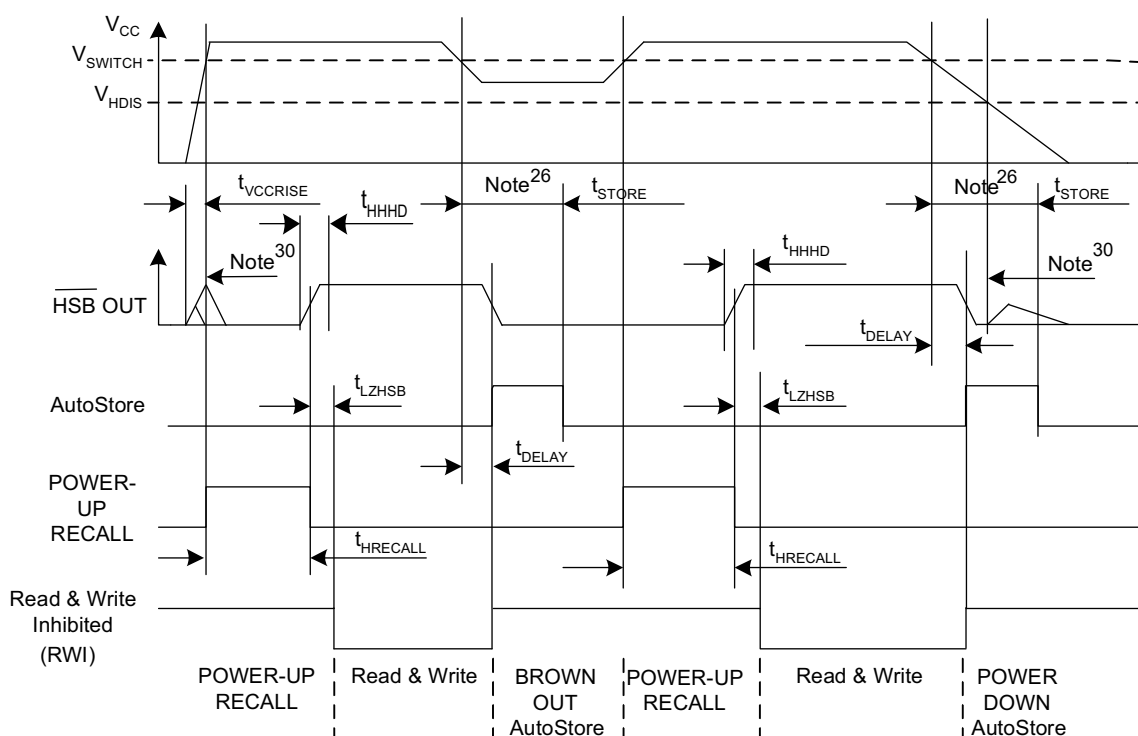 VCC
VSWITCH
VHDIS
tVCCRISE
tHHHD
Note26
tSTORE
Note26
tSTORE
Note30
tHHHD
Note30
HSB OUT
tDELAY
tLZHSB
tLZHSB
AutoStore
tDELAY
POWER-
UP
RECALL
tHRECALL
tHRECALL
Read & Write
Inhibited
(RWI)
POWER-UP
RECALL
Read & Write
BROWN
OUT
AutoStore
POWER-UP
RECALL
Read & Write
POWER
DOWN
AutoStore